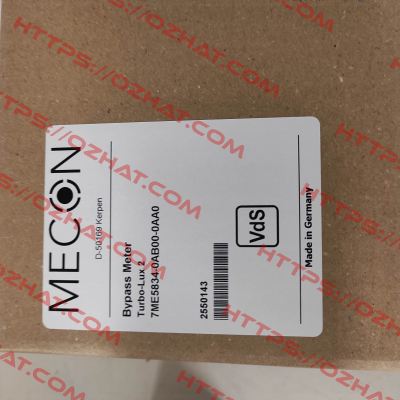 MECON
D-50169 Kerpen
Bypass Meter
Turbo-Lux 2
7ME5834-0AB00-0AA0
2550143
VdS
Made in Germany
HTTPS://OZHAT.COM